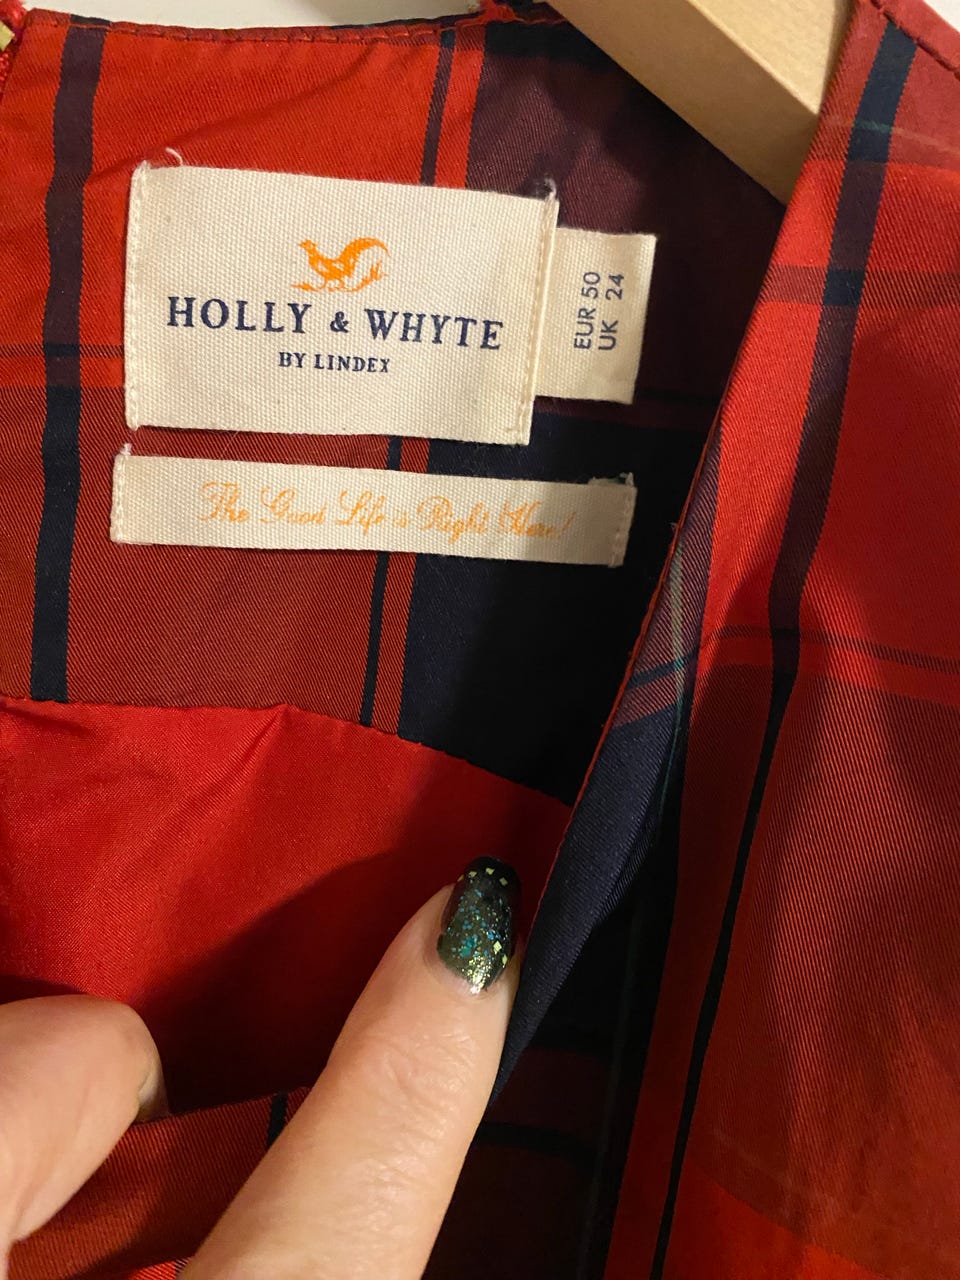 HOLLY & WHYTE
BY LINDEX
EUR 50
UK 24
The Good Life is Right Here!